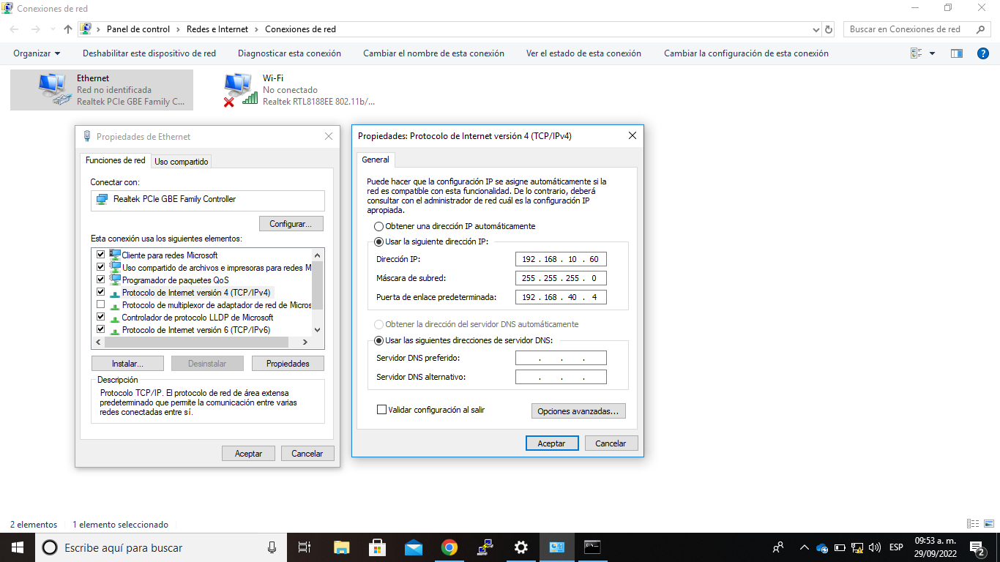 Conexiones de red
Panel de control
Redes e Internet
Conexiones de red
Buscar en Conexiones de red
Organizar
Deshabilitar este dispositivo de red
Diagnosticar esta conexión
Cambiar el nombre de esta conexión
Ver el estado de esta conexión
Cambiar la configuración de esta conexión
Ethernet
Red no identificada
Realtek PCIe GBE Family C...
Wi-Fi
No conectado
Realtek RTL8188EE 802.11b/...
Propiedades de Ethernet
Funciones de red
Uso compartido
Conectar con:
Realtek PCIe GBE Family Controller
Configurar...
Esta conexión usa los siguientes elementos:
Cliente para redes Microsoft
Uso compartido de archivos e impresoras para redes M
Programador de paquetes QoS
Protocolo de Internet versión 4 (TCP/IPv4)
Protocolo de multiplexor de adaptador de red de Micros
Controlador de protocolo LLDP de Microsoft
Protocolo de Internet versión 6 (TCP/IPv6)
Instalar...
Desinstalar
Propiedades
Descripción
Protocolo TCP/IP. El protocolo de red de área extensa
predeterminado que permite la comunicación entre varias
redes conectadas entre sí.
Aceptar
Cancelar
Propiedades: Protocolo de Internet versión 4 (TCP/IPv4)
General
Puede hacer que la configuración IP se asigne automáticamente si la
red es compatible con esta funcionalidad. De lo contrario, deberá
consultar con el administrador de red cuál es la configuración IP
apropiada.
Obtener una dirección IP automáticamente
Usar la siguiente dirección IP:
Dirección IP: 192 . 168 . 10 . 60
Máscara de subred: 255 . 255 . 255 . 0
Puerta de enlace predeterminada: 192 . 168 . 40 . 4
Obtener la dirección del servidor DNS automáticamente
Usar las siguientes direcciones de servidor DNS:
Servidor DNS preferido: . . .
Servidor DNS alternativo: . . .
Validar configuración al salir
Opciones avanzadas...
Aceptar
Cancelar
2 elementos
1 elemento seleccionado
Escribe aquí para buscar
ESP
09:53 a. m.
29/09/2022
2